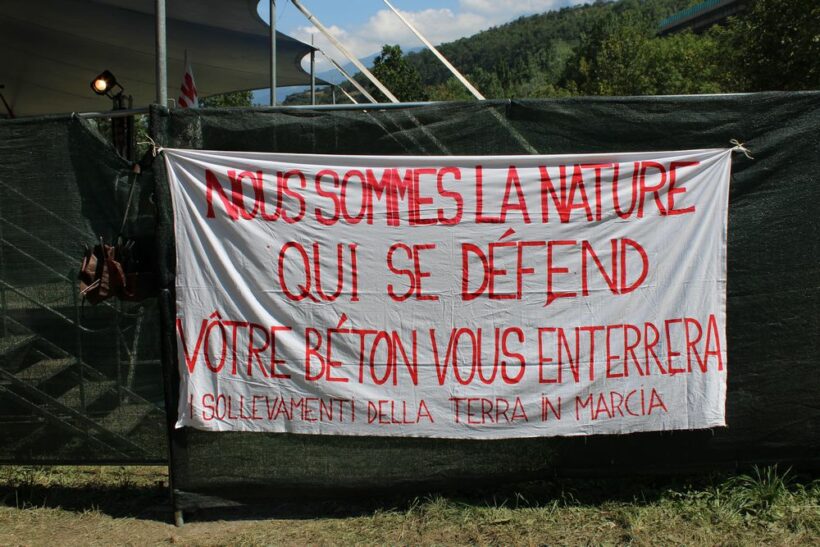 NOUS SOMMES LA NATURE
QUI SE DÉFEND
VÔTRE BÉTON VOUS ENTERRERA
I SOLLEVAMENTI DELLA TERRA IN MARCIA